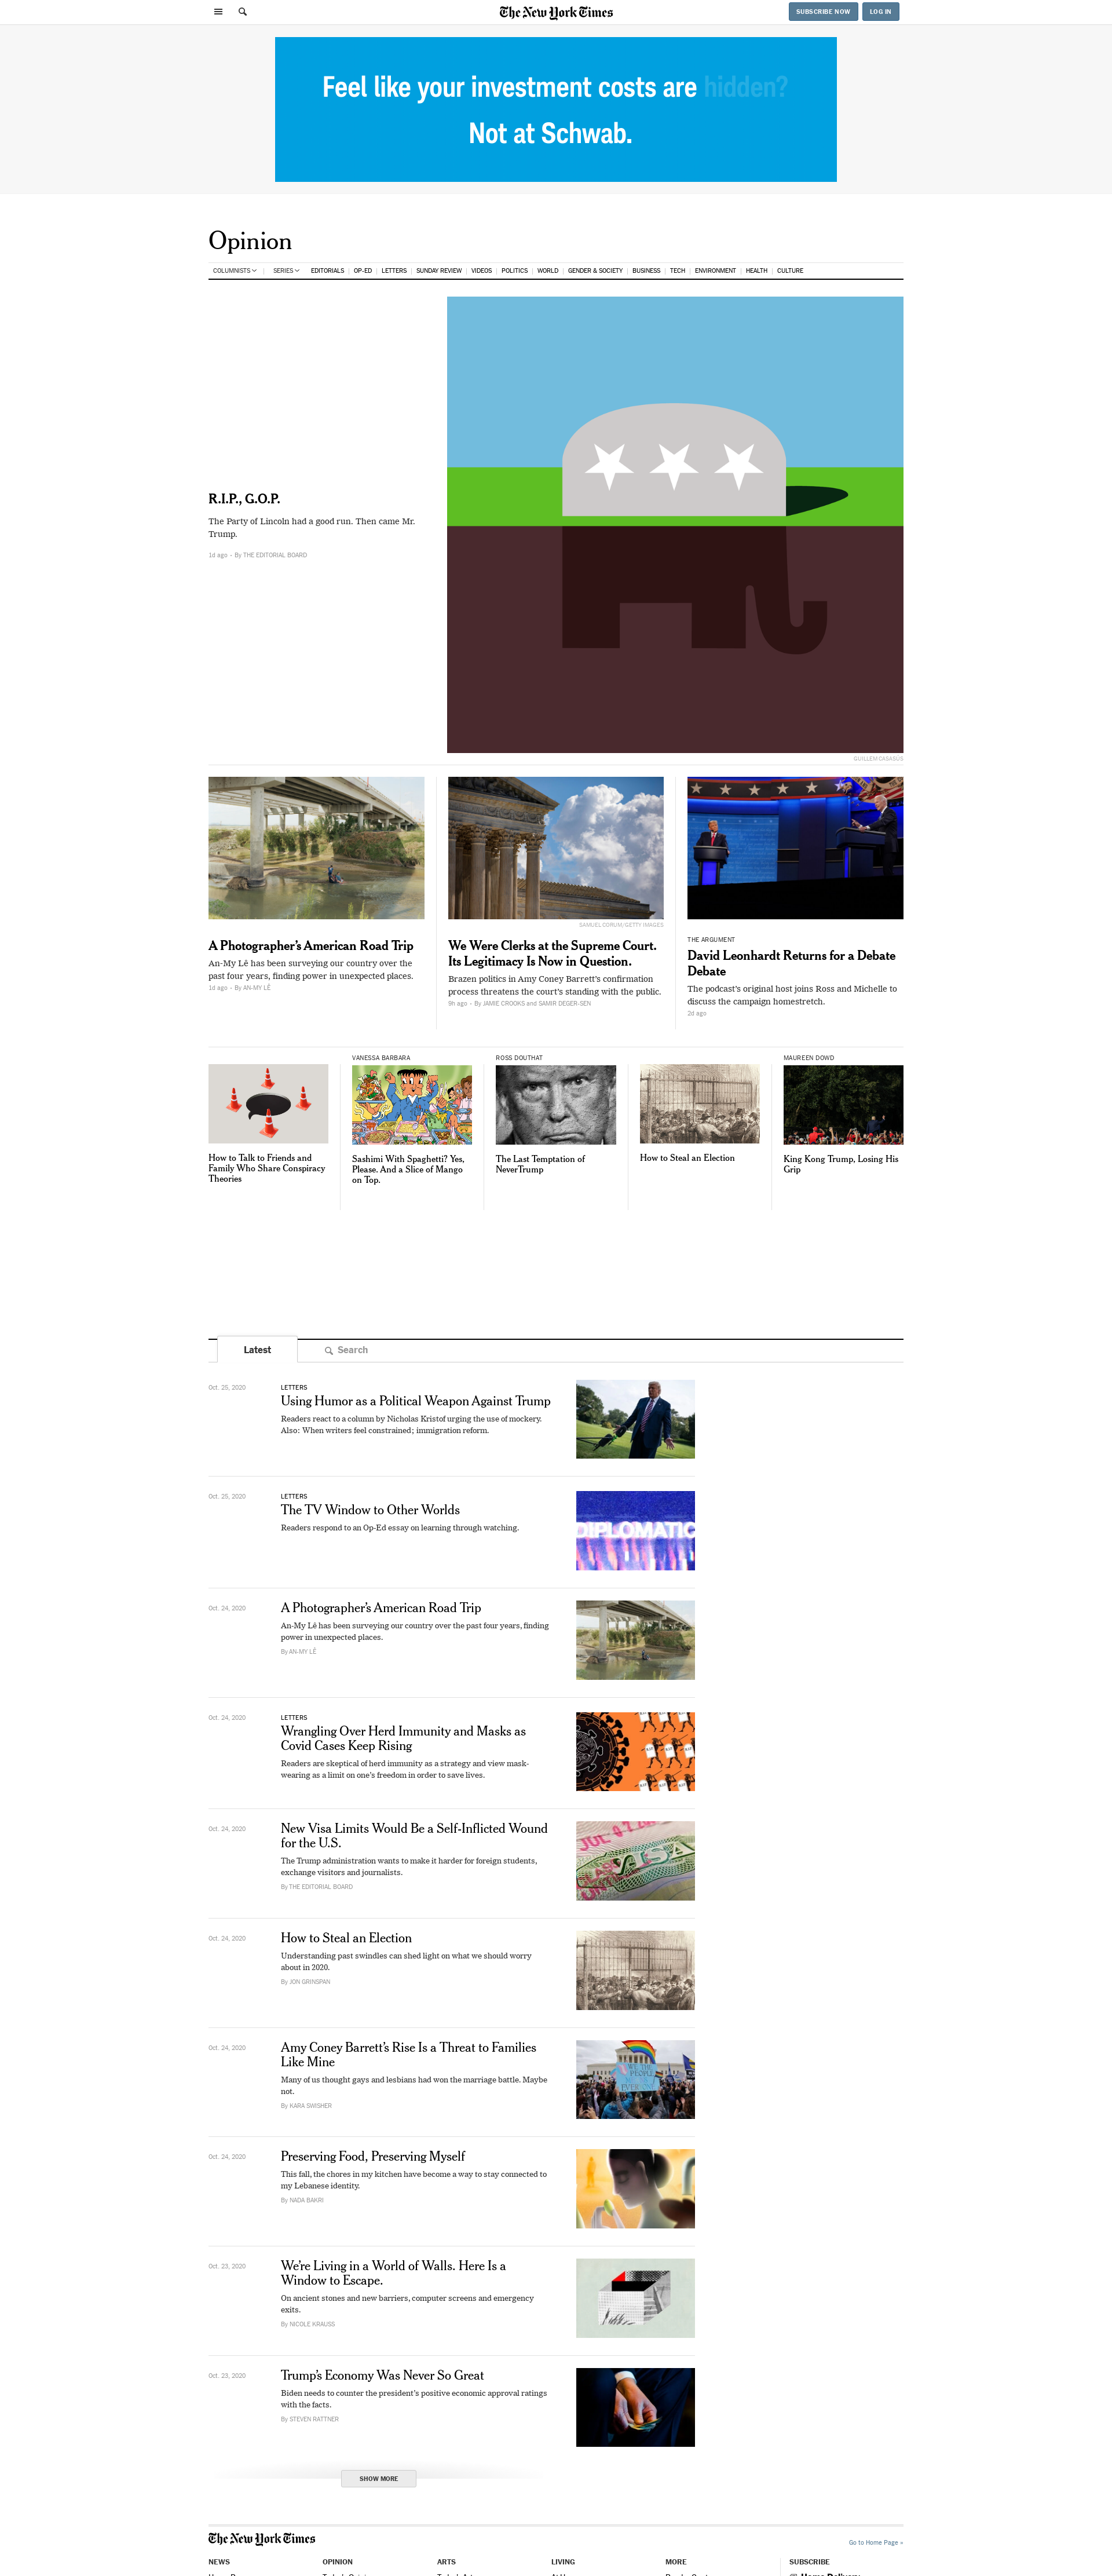 The New York Times
SUBSCRIBE NOW
LOG IN
Feel like your investment costs are hidden?
Not at Schwab.
Opinion
COLUMNISTS
SERIES
EDITORIALS
OP-ED
LETTERS
SUNDAY REVIEW
VIDEOS
POLITICS
WORLD
GENDER & SOCIETY
BUSINESS
TECH
ENVIRONMENT
HEALTH
CULTURE
R.I.P., G.O.P.
The Party of Lincoln had a good run. Then came Mr.
Trump.
1d ago • By THE EDITORIAL BOARD
GUILLEM CASASÚS
A Photographer’s American Road Trip
An-My Lê has been surveying our country over the
past four years, finding power in unexpected places.
1d ago • By AN-MY LÊ
SAMUEL CORUM/GETTY IMAGES
We Were Clerks at the Supreme Court.
Its Legitimacy Is Now in Question.
Brazen politics in Amy Coney Barrett’s confirmation
process threatens the court’s standing with the public.
9h ago • By JAMIE CROOKS and SAMIR DEGER-SEN
THE ARGUMENT
David Leonhardt Returns for a Debate
Debate
The podcast’s original host joins Ross and Michelle to
discuss the campaign homestretch.
2d ago
How to Talk to Friends and
Family Who Share Conspiracy
Theories
VANESSA BARBARA
Sashimi With Spaghetti? Yes,
Please. And a Slice of Mango
on Top.
ROSS DOUTHAT
The Last Temptation of
NeverTrump
How to Steal an Election
MAUREEN DOWD
King Kong Trump, Losing His
Grip
Latest
Search
Oct. 25, 2020
LETTERS
Using Humor as a Political Weapon Against Trump
Readers react to a column by Nicholas Kristof urging the use of mockery.
Also: When writers feel constrained; immigration reform.
Oct. 25, 2020
LETTERS
The TV Window to Other Worlds
Readers respond to an Op-Ed essay on learning through watching.
DIPLOMATIC
Oct. 24, 2020
A Photographer’s American Road Trip
An-My Lê has been surveying our country over the past four years, finding
power in unexpected places.
By AN-MY LÊ
Oct. 24, 2020
LETTERS
Wrangling Over Herd Immunity and Masks as
Covid Cases Keep Rising
Readers are skeptical of herd immunity as a strategy and view mask-
wearing as a limit on one’s freedom in order to save lives.
Oct. 24, 2020
New Visa Limits Would Be a Self-Inflicted Wound
for the U.S.
The Trump administration wants to make it harder for foreign students,
exchange visitors and journalists.
By THE EDITORIAL BOARD
VISA
Oct. 24, 2020
How to Steal an Election
Understanding past swindles can shed light on what we should worry
about in 2020.
By JON GRINSPAN
Oct. 24, 2020
Amy Coney Barrett’s Rise Is a Threat to Families
Like Mine
Many of us thought gays and lesbians had won the marriage battle. Maybe
not.
By KARA SWISHER
WE THE
PEOPLE
Oct. 24, 2020
Preserving Food, Preserving Myself
This fall, the chores in my kitchen have become a way to stay connected to
my Lebanese identity.
By NADA BAKRI
Oct. 23, 2020
We’re Living in a World of Walls. Here Is a
Window to Escape.
On ancient stones and new barriers, computer screens and emergency
exits.
By NICOLE KRAUSS
Oct. 23, 2020
Trump’s Economy Was Never So Great
Biden needs to counter the president’s positive economic approval ratings
with the facts.
By STEVEN RATTNER
SHOW MORE
The New York Times
Go to Home Page »
NEWS
OPINION
ARTS
LIVING
MORE
SUBSCRIBE